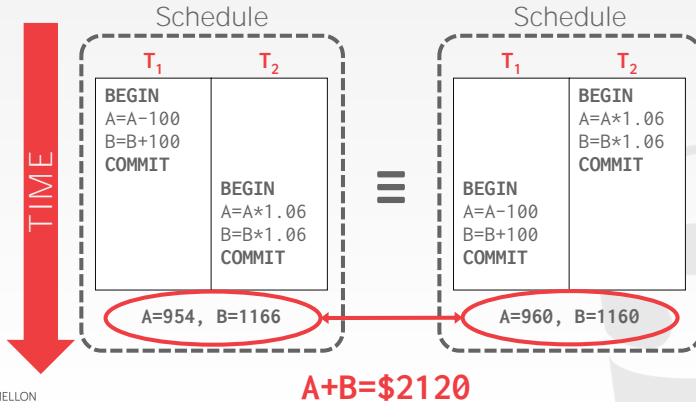 Schedule
Schedule
TIME
T1
T2
BEGIN
A=A-100
B=B+100
COMMIT
BEGIN
A=A*1.06
B=B*1.06
COMMIT
≡
T1
T2
BEGIN
A=A*1.06
B=B*1.06
COMMIT
BEGIN
A=A-100
B=B+100
COMMIT
A=954, B=1166
A=960, B=1160
A+B=$2120